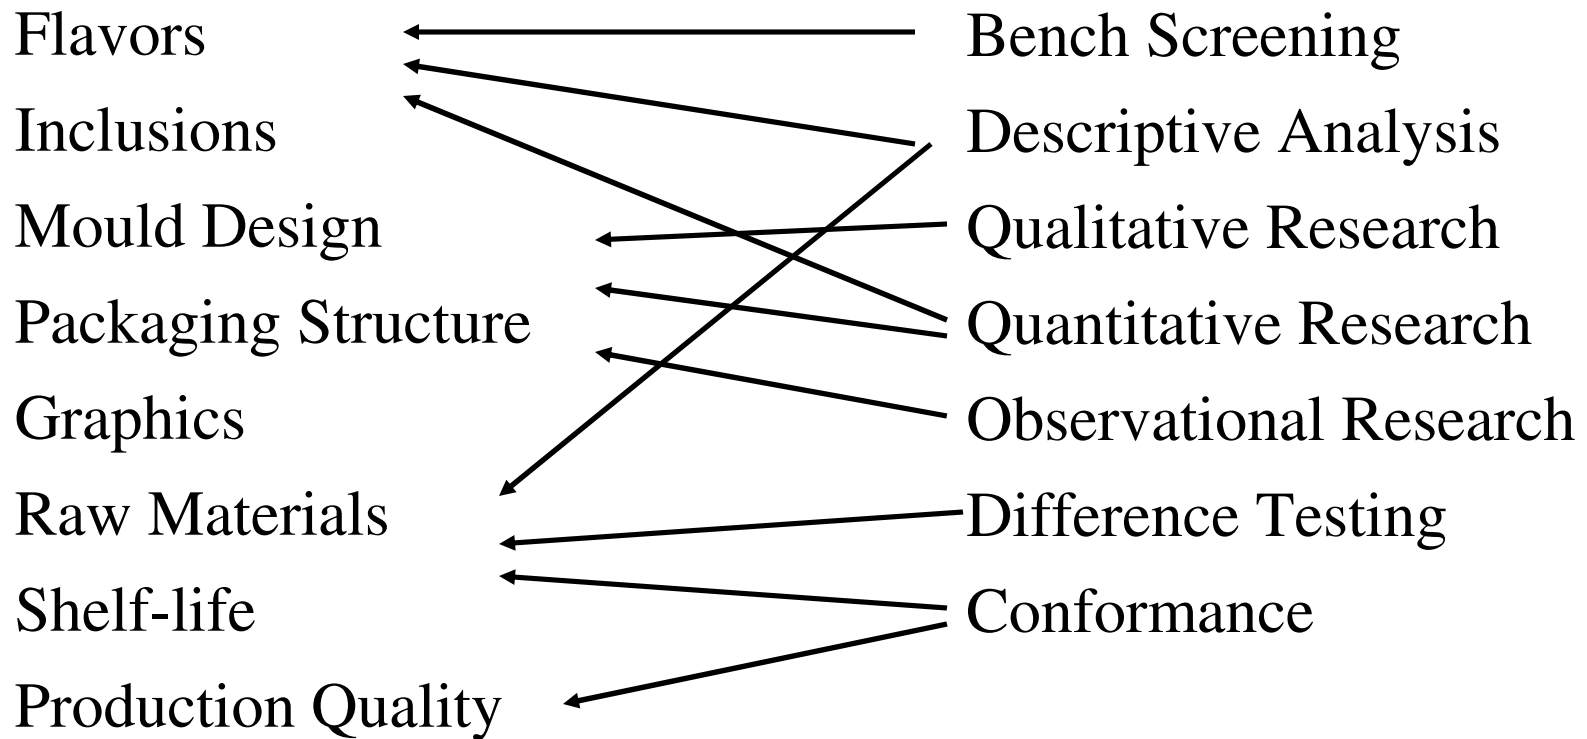 Flavors
Inclusions
Mould Design
Packaging Structure
Graphics
Raw Materials
Shelf-life
Production Quality
Bench Screening
Descriptive Analysis
Qualitative Research
Quantitative Research
Observational Research
Difference Testing
Conformance